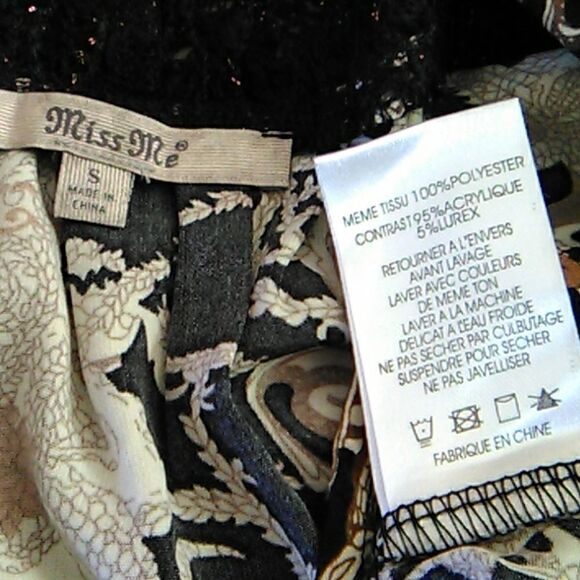 Miss Me®
S
MADE IN
CHINA
MEME TISSU 100%POLYESTER
CONTRAST95%ACRYLIQUE
5%LUREX
RETOURNER A L'ENVERS
AVANT LAVAGE
LAVER AVEC COULEURS
DE MEME TON
LAVER A LA MACHINE
DELICAT A L'EAU FROIDE
NE PAS SECHER PAR CULBUTAGE
SUSPENDRE POUR SECHER
NE PAS JAVELLISER
FABRIQUE EN CHINE